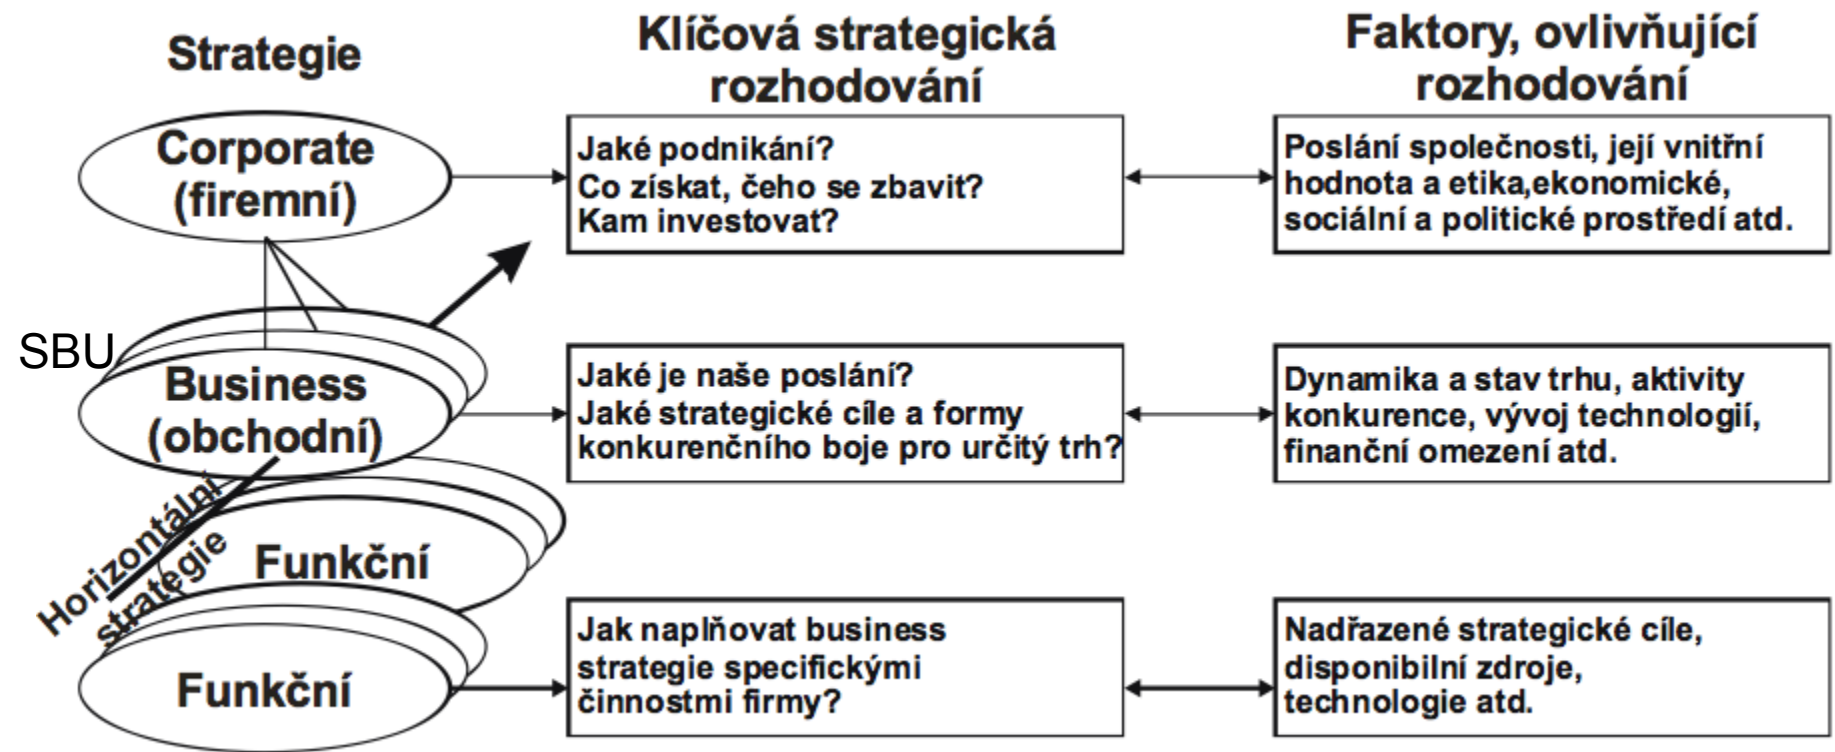 Strategie
Klíčová strategická
rozhodování
Faktory, ovlivňující
rozhodování
Corporate
(firemní)
Jaké podnikání?
Co získat, čeho se zbavit?
Kam investovat?
Poslání společnosti, její vnitřní
hodnota a etika,ekonomické,
sociální a politické prostředí atd.
SBU
Business
(obchodní)
Jaké je naše poslání?
Jaké strategické cíle a formy
konkurenčního boje pro určitý trh?
Dynamika a stav trhu, aktivity
konkurence, vývoj technologií,
finanční omezení atd.
Horizontální
strategie
Funkční
Funkční
Jak naplňovat business
strategie specifickými
činnostmi firmy?
Nadřazené strategické cíle,
disponibilní zdroje,
technologie atd.